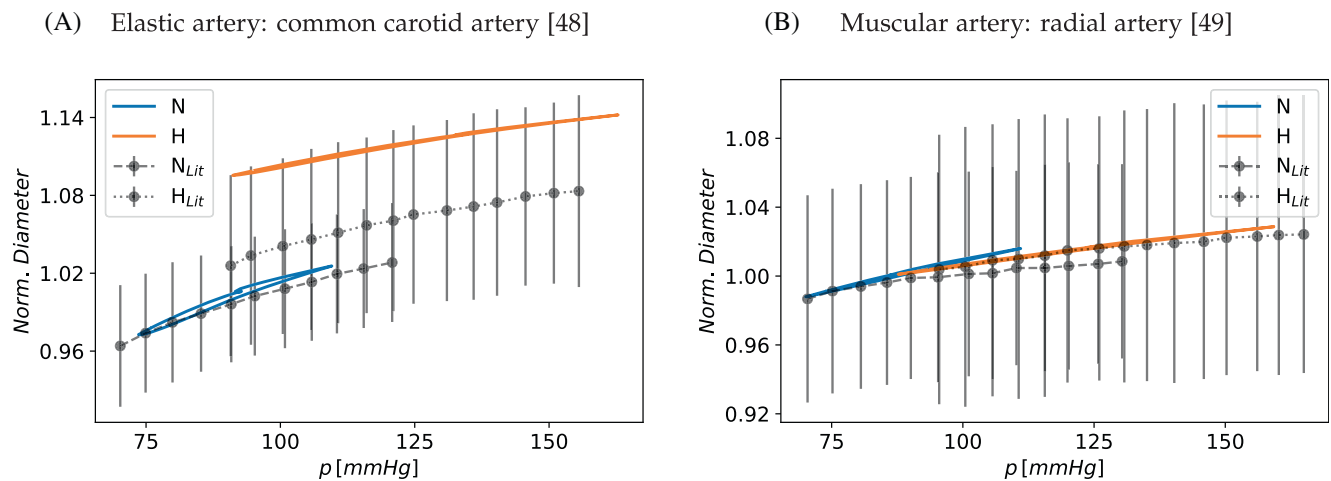 (A) Elastic artery: common carotid artery [48]
N
H
N_Lit
H_Lit
1.14
1.08
1.02
0.96
Norm. Diameter
75 100 125 150
p [mmHg]
(B) Muscular artery: radial artery [49]
N
H
N_Lit
H_Lit
1.08
1.04
1.00
0.96
0.92
Norm. Diameter
75 100 125 150
p [mmHg]